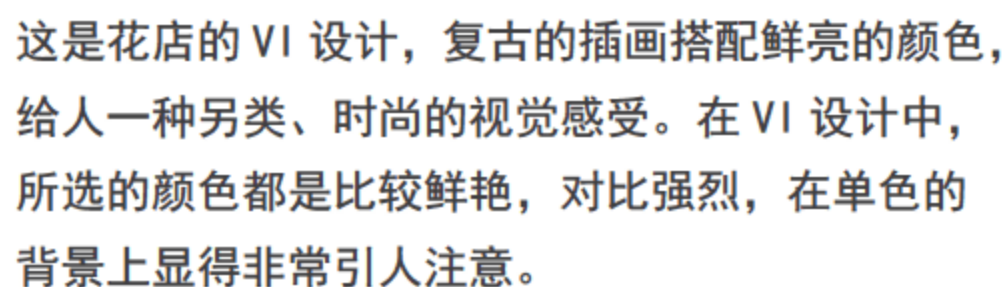 这是花店的 VI 设计，复古的插画搭配鲜亮的颜色，
给人一种另类、时尚的视觉感受。在 VI 设计中，
所选的颜色都是比较鲜艳，对比强烈，在单色的
背景上显得非常引人注意。